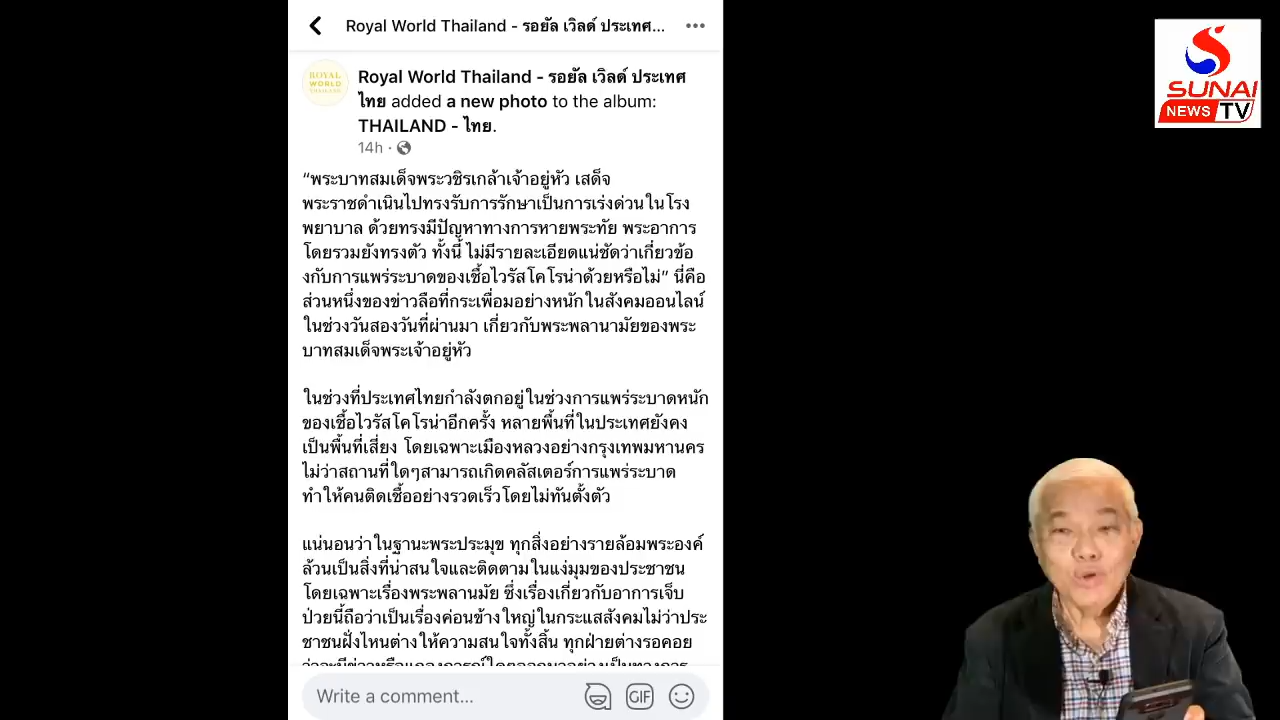 Royal World Thailand - รอยัล เวิลด์ ประเทศ...
SUNAI
NEWS TV
ROYAL
WORLD
THAILAND
Royal World Thailand - รอยัล เวิลด์ ประเทศ
ไทย added a new photo to the album:
THAILAND - ไทย.
14h ·
“พระบาทสมเด็จพระวชิรเกล้าเจ้าอยู่หัว เสด็จ
พระราชดำเนินไปทรงรับการรักษาเป็นการเร่งด่วนในโรง
พยาบาล ด้วยทรงมีปัญหาทางการหายพระทัย พระอาการ
โดยรวมยังทรงตัว ทั้งนี้ ไม่มีรายละเอียดแน่ชัดว่าเกี่ยวข้อ
งกับการแพร่ระบาดของเชื้อไวรัสโคโรน่าด้วยหรือไม่” นี่คือ
ส่วนหนึ่งของข่าวลือที่กระเพื่อมอย่างหนักในสังคมออนไลน์
ในช่วงวันสองวันที่ผ่านมา เกี่ยวกับพระพลานามัยของพระ
บาทสมเด็จพระเจ้าอยู่หัว
ในช่วงที่ประเทศไทยกำลังตกอยู่ในช่วงการแพร่ระบาดหนัก
ของเชื้อไวรัสโคโรน่าอีกครั้ง หลายพื้นที่ในประเทศยังคง
เป็นพื้นที่เสี่ยง โดยเฉพาะเมืองหลวงอย่างกรุงเทพมหานคร
ไม่ว่าสถานที่ใดๆสามารถเกิดคลัสเตอร์การแพร่ระบาด
ทำให้คนติดเชื้ออย่างรวดเร็วโดยไม่ทันตั้งตัว
แน่นอนว่าในฐานะพระประมุข ทุกสิ่งอย่างรายล้อมพระองค์
ล้วนเป็นสิ่งที่น่าสนใจและติดตามในแง่มุมของประชาชน
โดยเฉพาะเรื่องพระพลานมัย ซึ่งเรื่องเกี่ยวกับอาการเจ็บ
ป่วยนี้ถือว่าเป็นเรื่องค่อนข้างใหญ่ในกระแสสังคมไม่ว่าประ
ชาชนฝั่งไหนต่างให้ความสนใจทั้งสิ้น ทุกฝ่ายต่างรอคอย
Write a comment...
GIF